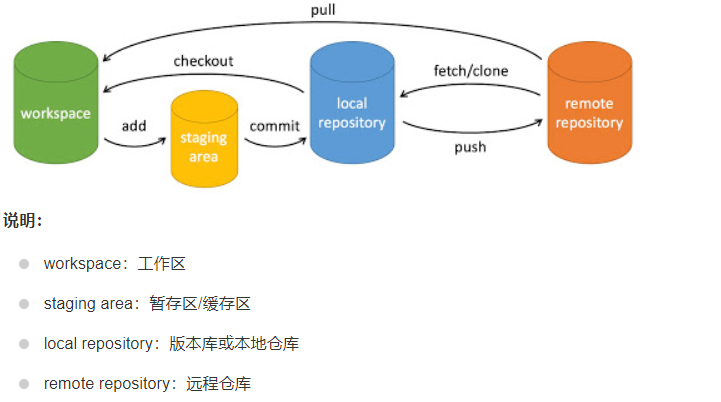 pull
checkout
fetch/clone
workspace
local
repository
remote
repository
add
staging
area
commit
push
说明：
workspace：工作区
staging area：暂存区/缓存区
local repository：版本库或本地仓库
remote repository：远程仓库